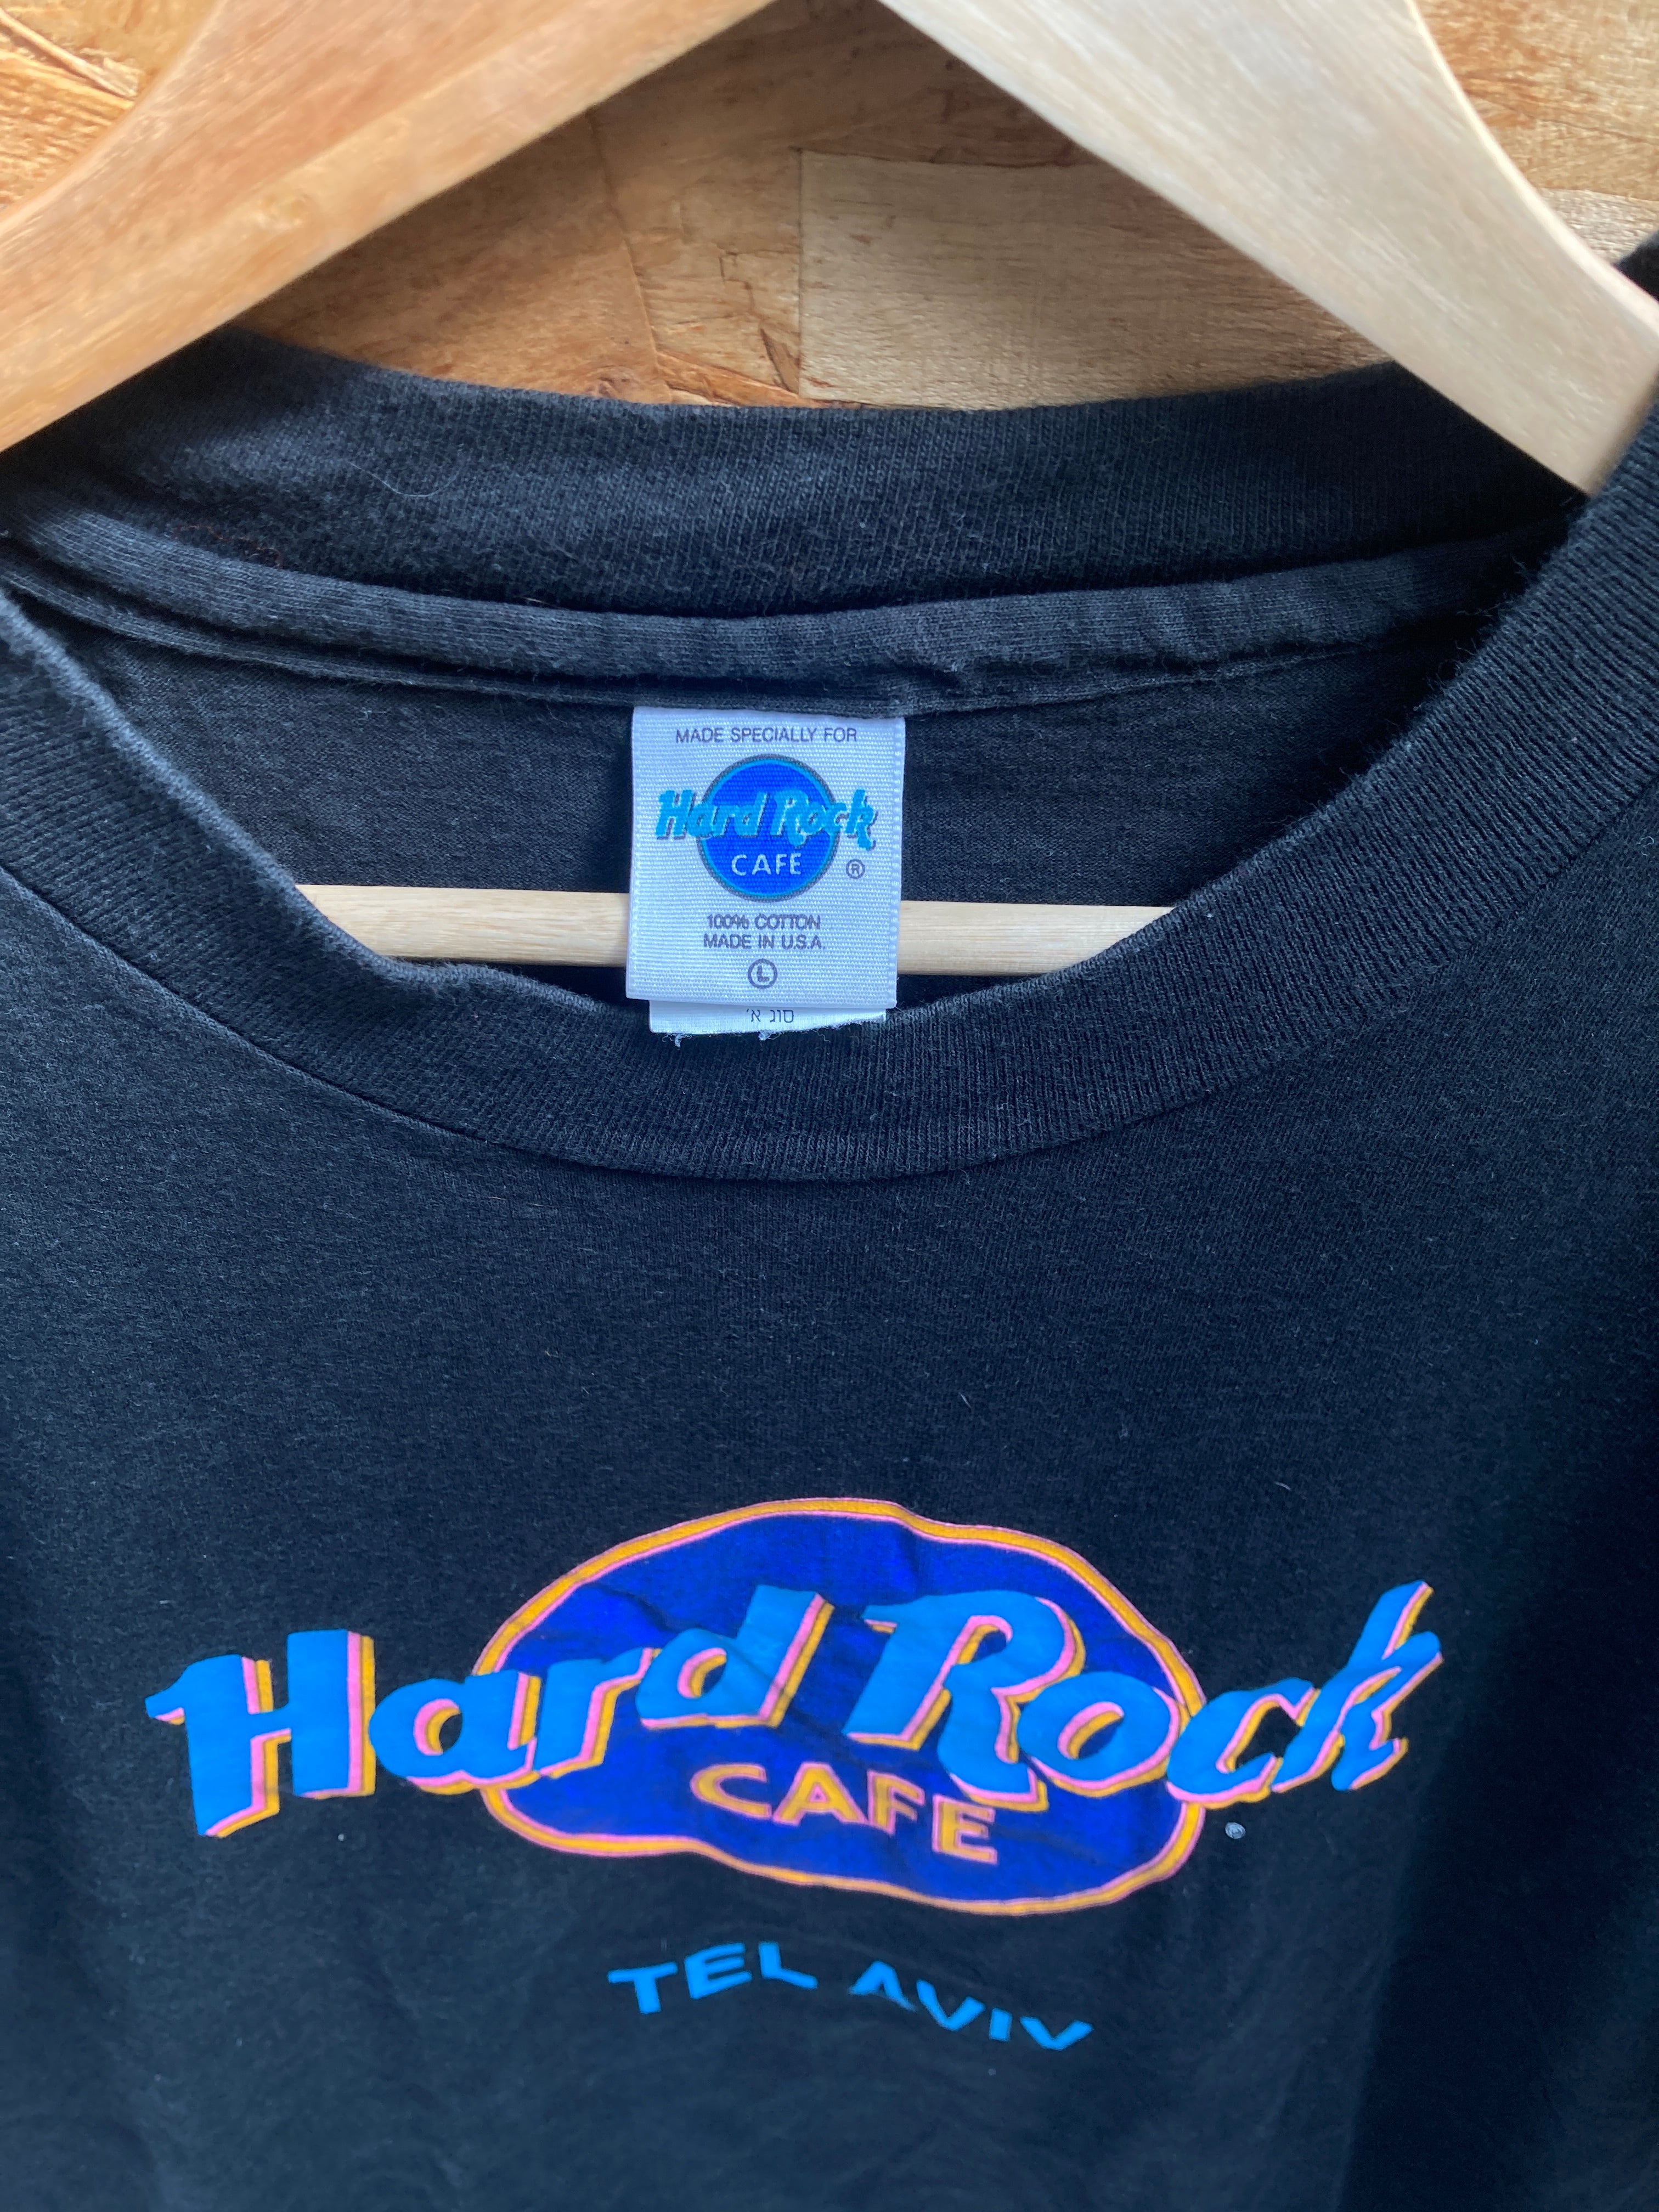 MADE SPECIALLY FOR
Hard Rock
CAFE
®
100% COTTON
MADE IN U.S.A.
L
סוג א'
Hard Rock
CAFE
®
TEL AVIV